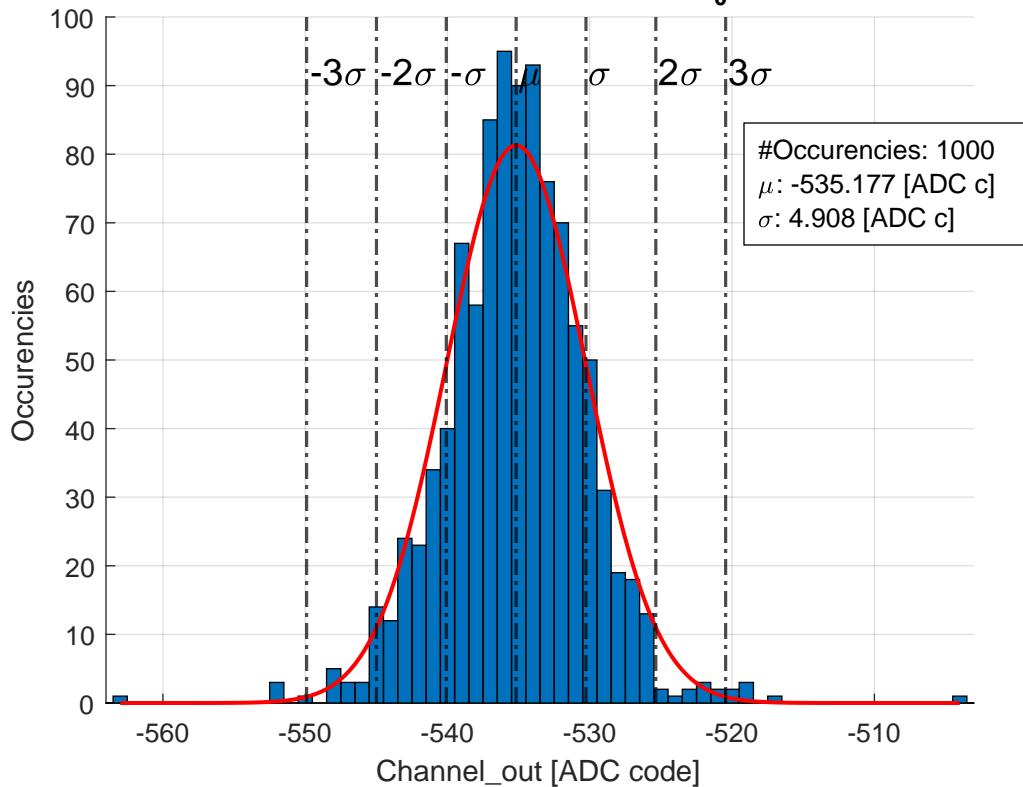 0
100
90
80
70
60
50
40
30
20
10
0
Occurencies
-3σ
-2σ
-σ
μ
σ
2σ
3σ
#Occurencies: 1000
μ: -535.177 [ADC c]
σ: 4.908 [ADC c]
-560
-550
-540
-530
-520
-510
Channel_out [ADC code]